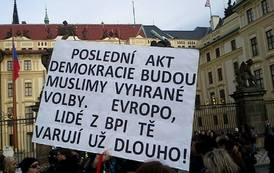 POSLEDNÍ AKT
DEMOKRACIE BUDOU
MUSLIMY VYHRANÉ
VOLBY. EVROPO,
LIDÉ Z BPI TĚ
VARUJÍ UŽ DLOUHO!